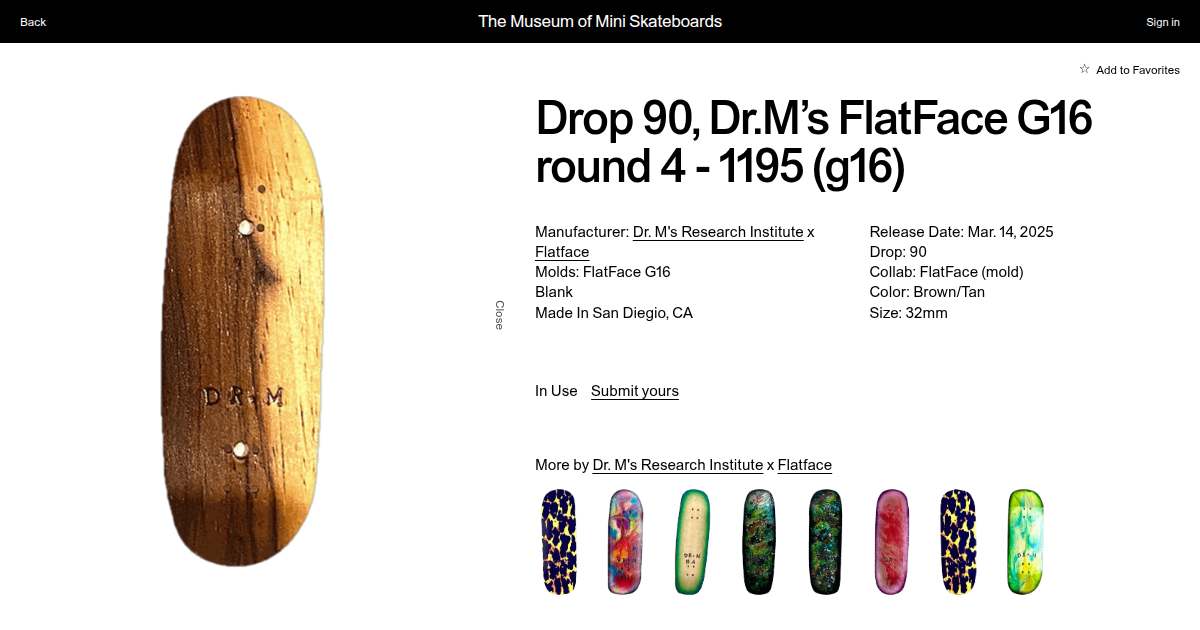 Back
The Museum of Mini Skateboards
Sign in
☆ Add to Favorites
Drop 90, Dr.M’s FlatFace G16
round 4 - 1195 (g16)
Manufacturer: Dr. M's Research Institute x
Flatface
Molds: FlatFace G16
Blank
Made In San Diegio, CA
Release Date: Mar. 14, 2025
Drop: 90
Collab: FlatFace (mold)
Color: Brown/Tan
Size: 32mm
Close
DR.M
In Use Submit yours
More by Dr. M's Research Institute x Flatface